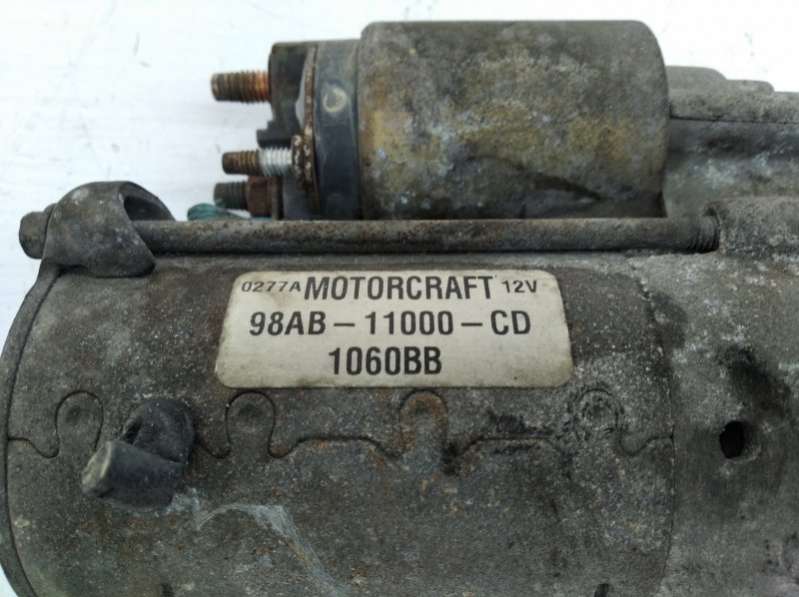 0277A MOTORCRAFT 12V
98AB-11000-CD
1060BB